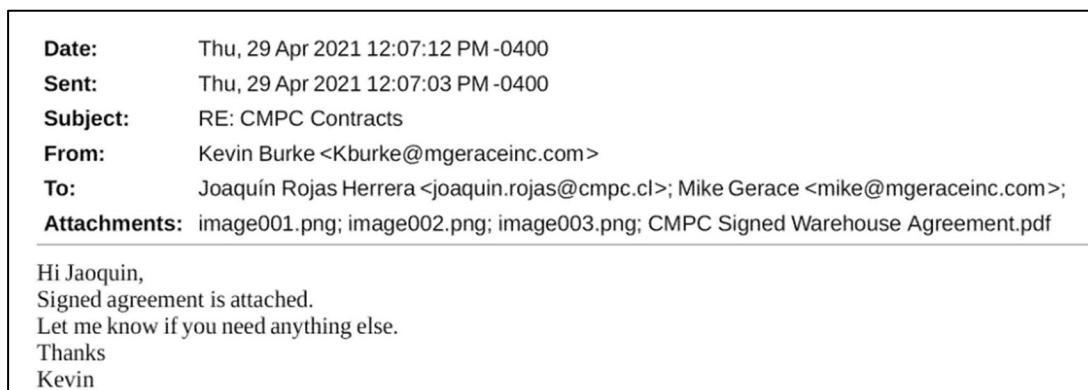 Date: Thu, 29 Apr 2021 12:07:12 PM -0400
Sent: Thu, 29 Apr 2021 12:07:03 PM -0400
Subject: RE: CMPC Contracts
From: Kevin Burke <Kburke@mgeraceinc.com>
To: Joaquín Rojas Herrera <joaquin.rojas@cmpc.cl>; Mike Gerace <mike@mgeraceinc.com>;
Attachments: image001.png; image002.png; image003.png; CMPC Signed Warehouse Agreement.pdf
Hi Jaoquin,
Signed agreement is attached.
Let me know if you need anything else.
Thanks
Kevin